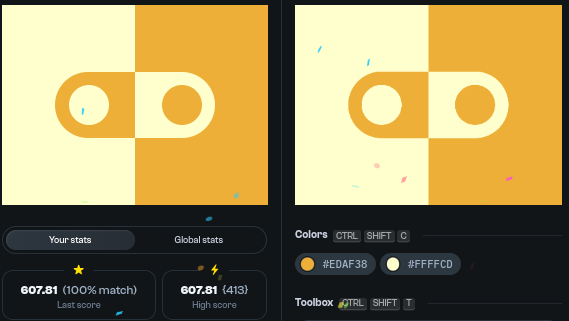 Your stats
Global stats
607.81 (100% match)
Last score
607.81 {413}
High score
Colors CTRL SHIFT C
#EDAF38 #FFFFCD
Toolbox CTRL SHIFT T